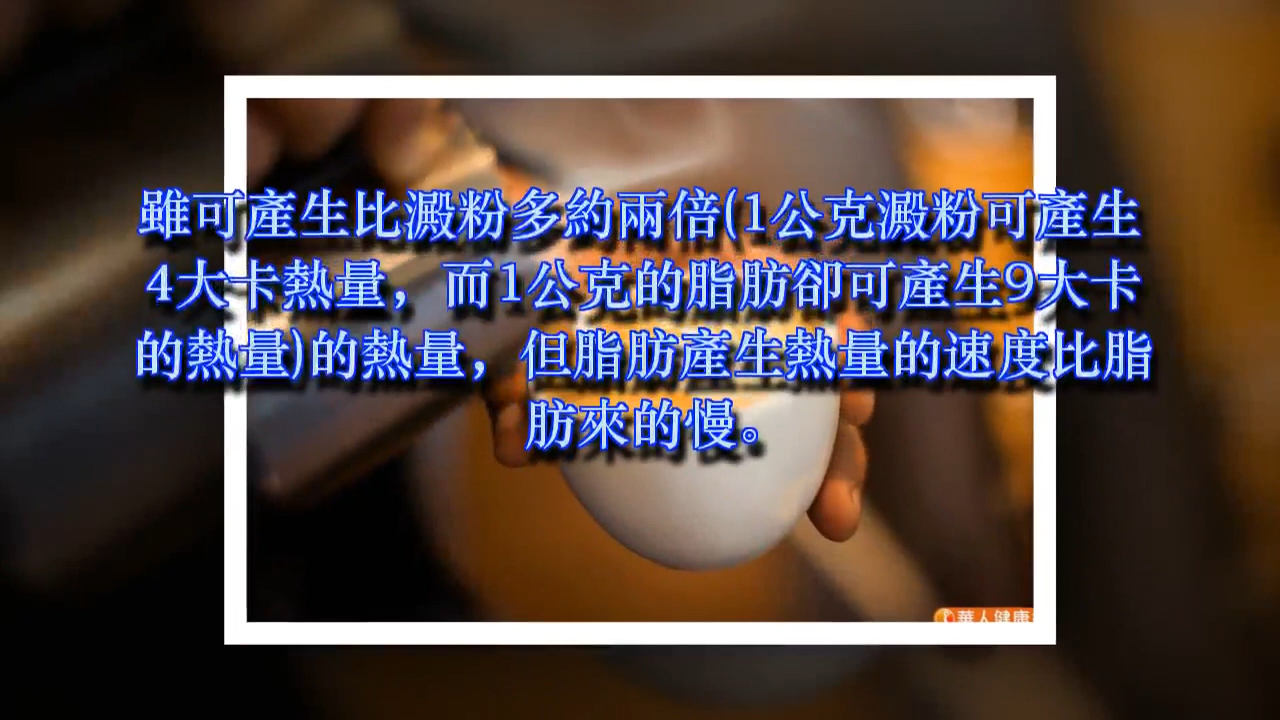 雖可產生比澱粉多約兩倍(1公克澱粉可產生
4大卡熱量，而1公克的脂肪卻可產生9大卡
的熱量)的熱量，但脂肪產生熱量的速度比脂
肪來的慢。
華人健康